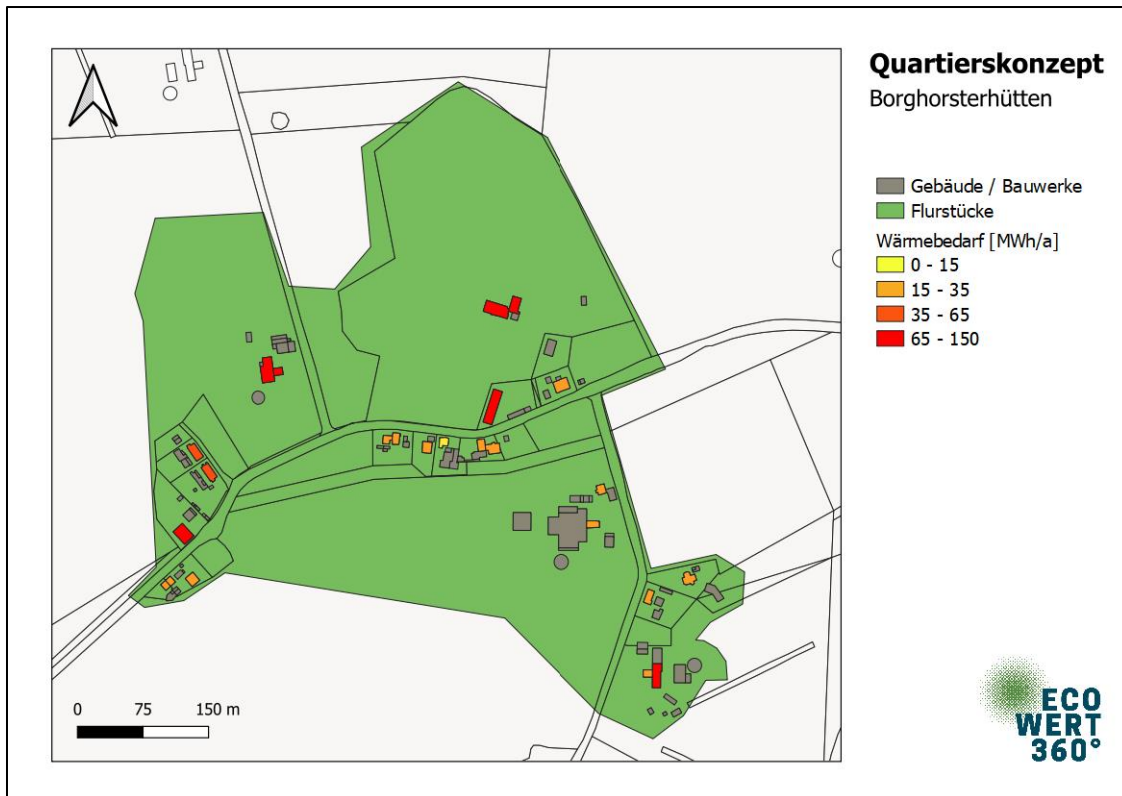 Quartierskonzept
Borghorsterhütten
Gebäude / Bauwerke
Flurstücke
Wärmebedarf [MWh/a]
0 - 15
15 - 35
35 - 65
65 - 150
0 75 150 m
ECO
WERT
360°